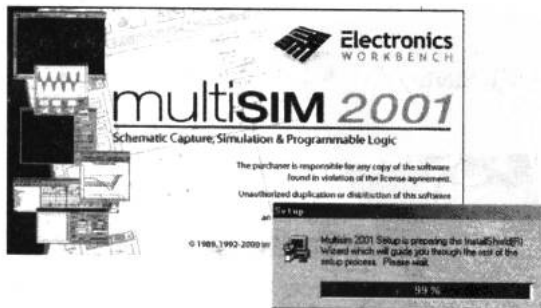 Electronics
WORKBENCH
multiSIM 2001
Schematic Capture, Simulation & Programmable Logic
The purchaser is responsible for any copy of the software
found in violation of the license agreement.
Unauthorized duplication or distribution of this software
an
© 1989, 1992-2000
Setup
Multisim 2001 Setup is preparing the InstallShield(R)
Wizard which will guide you through the rest of the
setup process. Please wait.
99 %